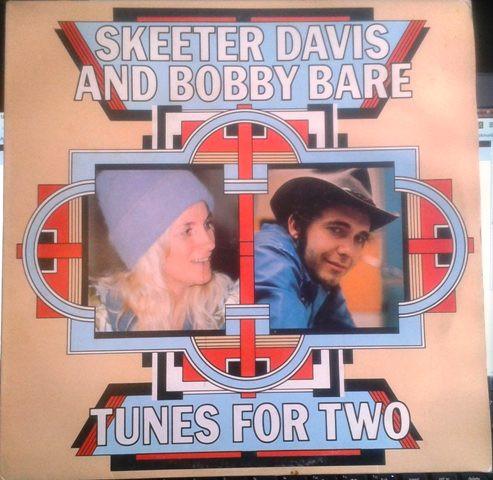 SKEETER DAVIS
AND BOBBY BARE
TUNES FOR TWO